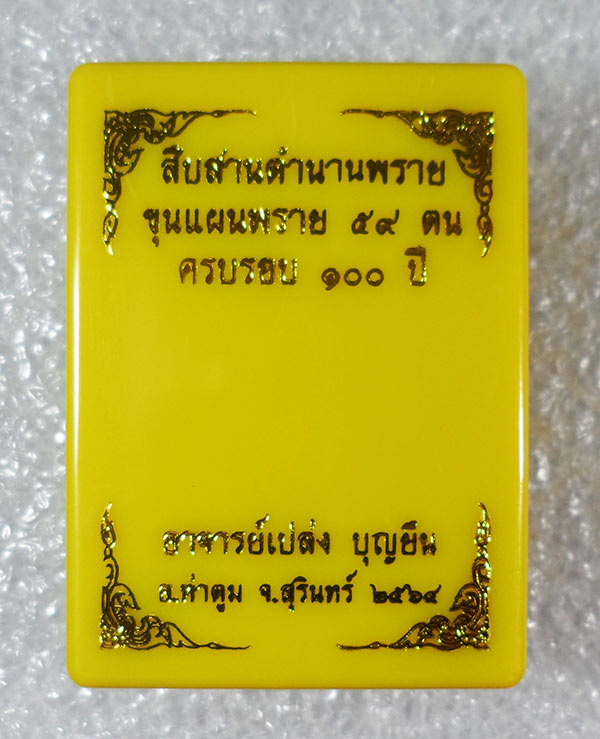 สืบสานตำนานพราย
ขุนแผนพราย ๕๙ ตน
ครบรอบ ๑๐๐ ปี
อาจารย์เปล่ง บุญยืน
อ.ท่าตูม จ.สุรินทร์ ๒๕๖๔